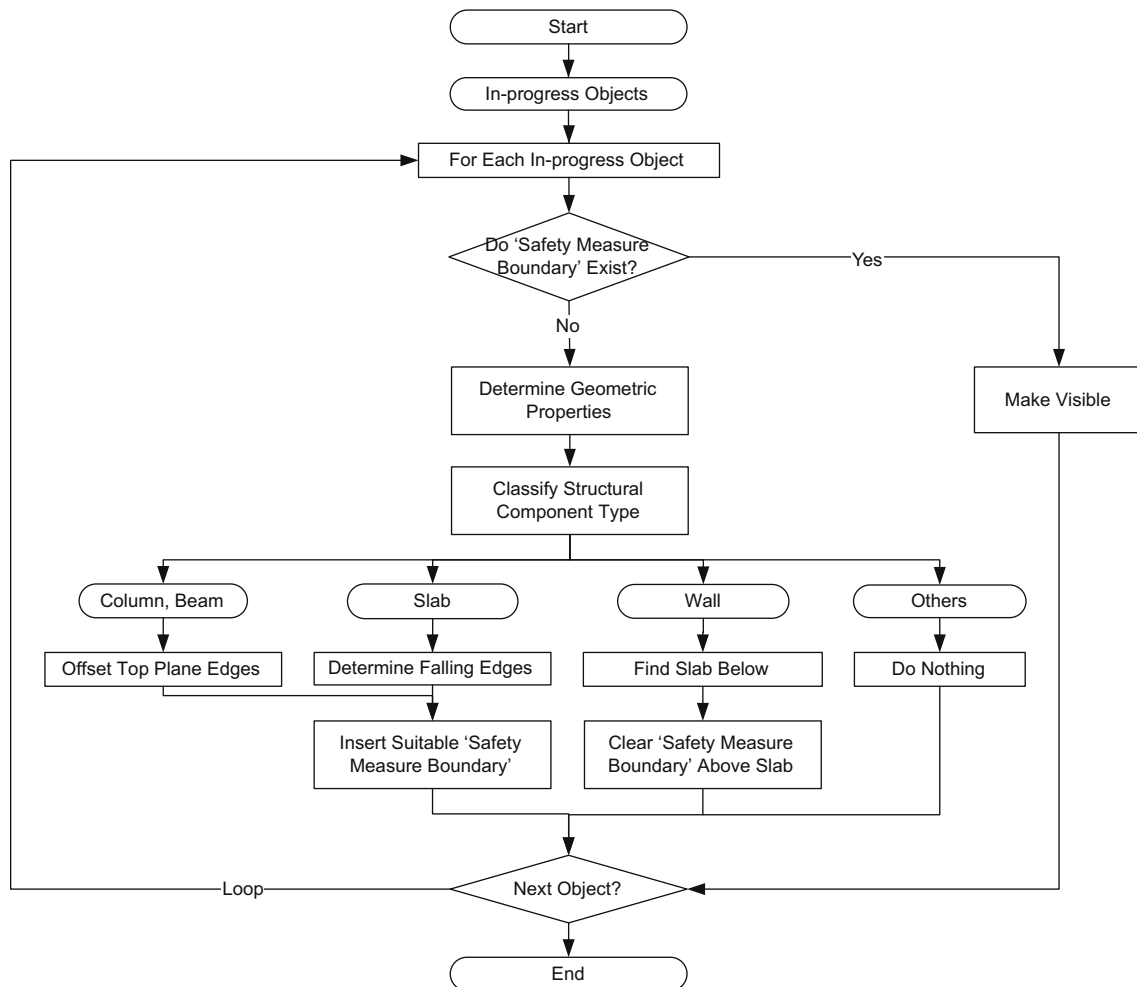 Start
In-progress Objects
For Each In-progress Object
Do ‘Safety Measure
Boundary’ Exist?
Yes
No
Determine Geometric
Properties
Make Visible
Classify Structural
Component Type
Column, Beam
Slab
Wall
Others
Offset Top Plane Edges
Determine Falling Edges
Find Slab Below
Do Nothing
Insert Suitable ‘Safety
Measure Boundary’
Clear ‘Safety Measure
Boundary’ Above Slab
Loop
Next Object?
End